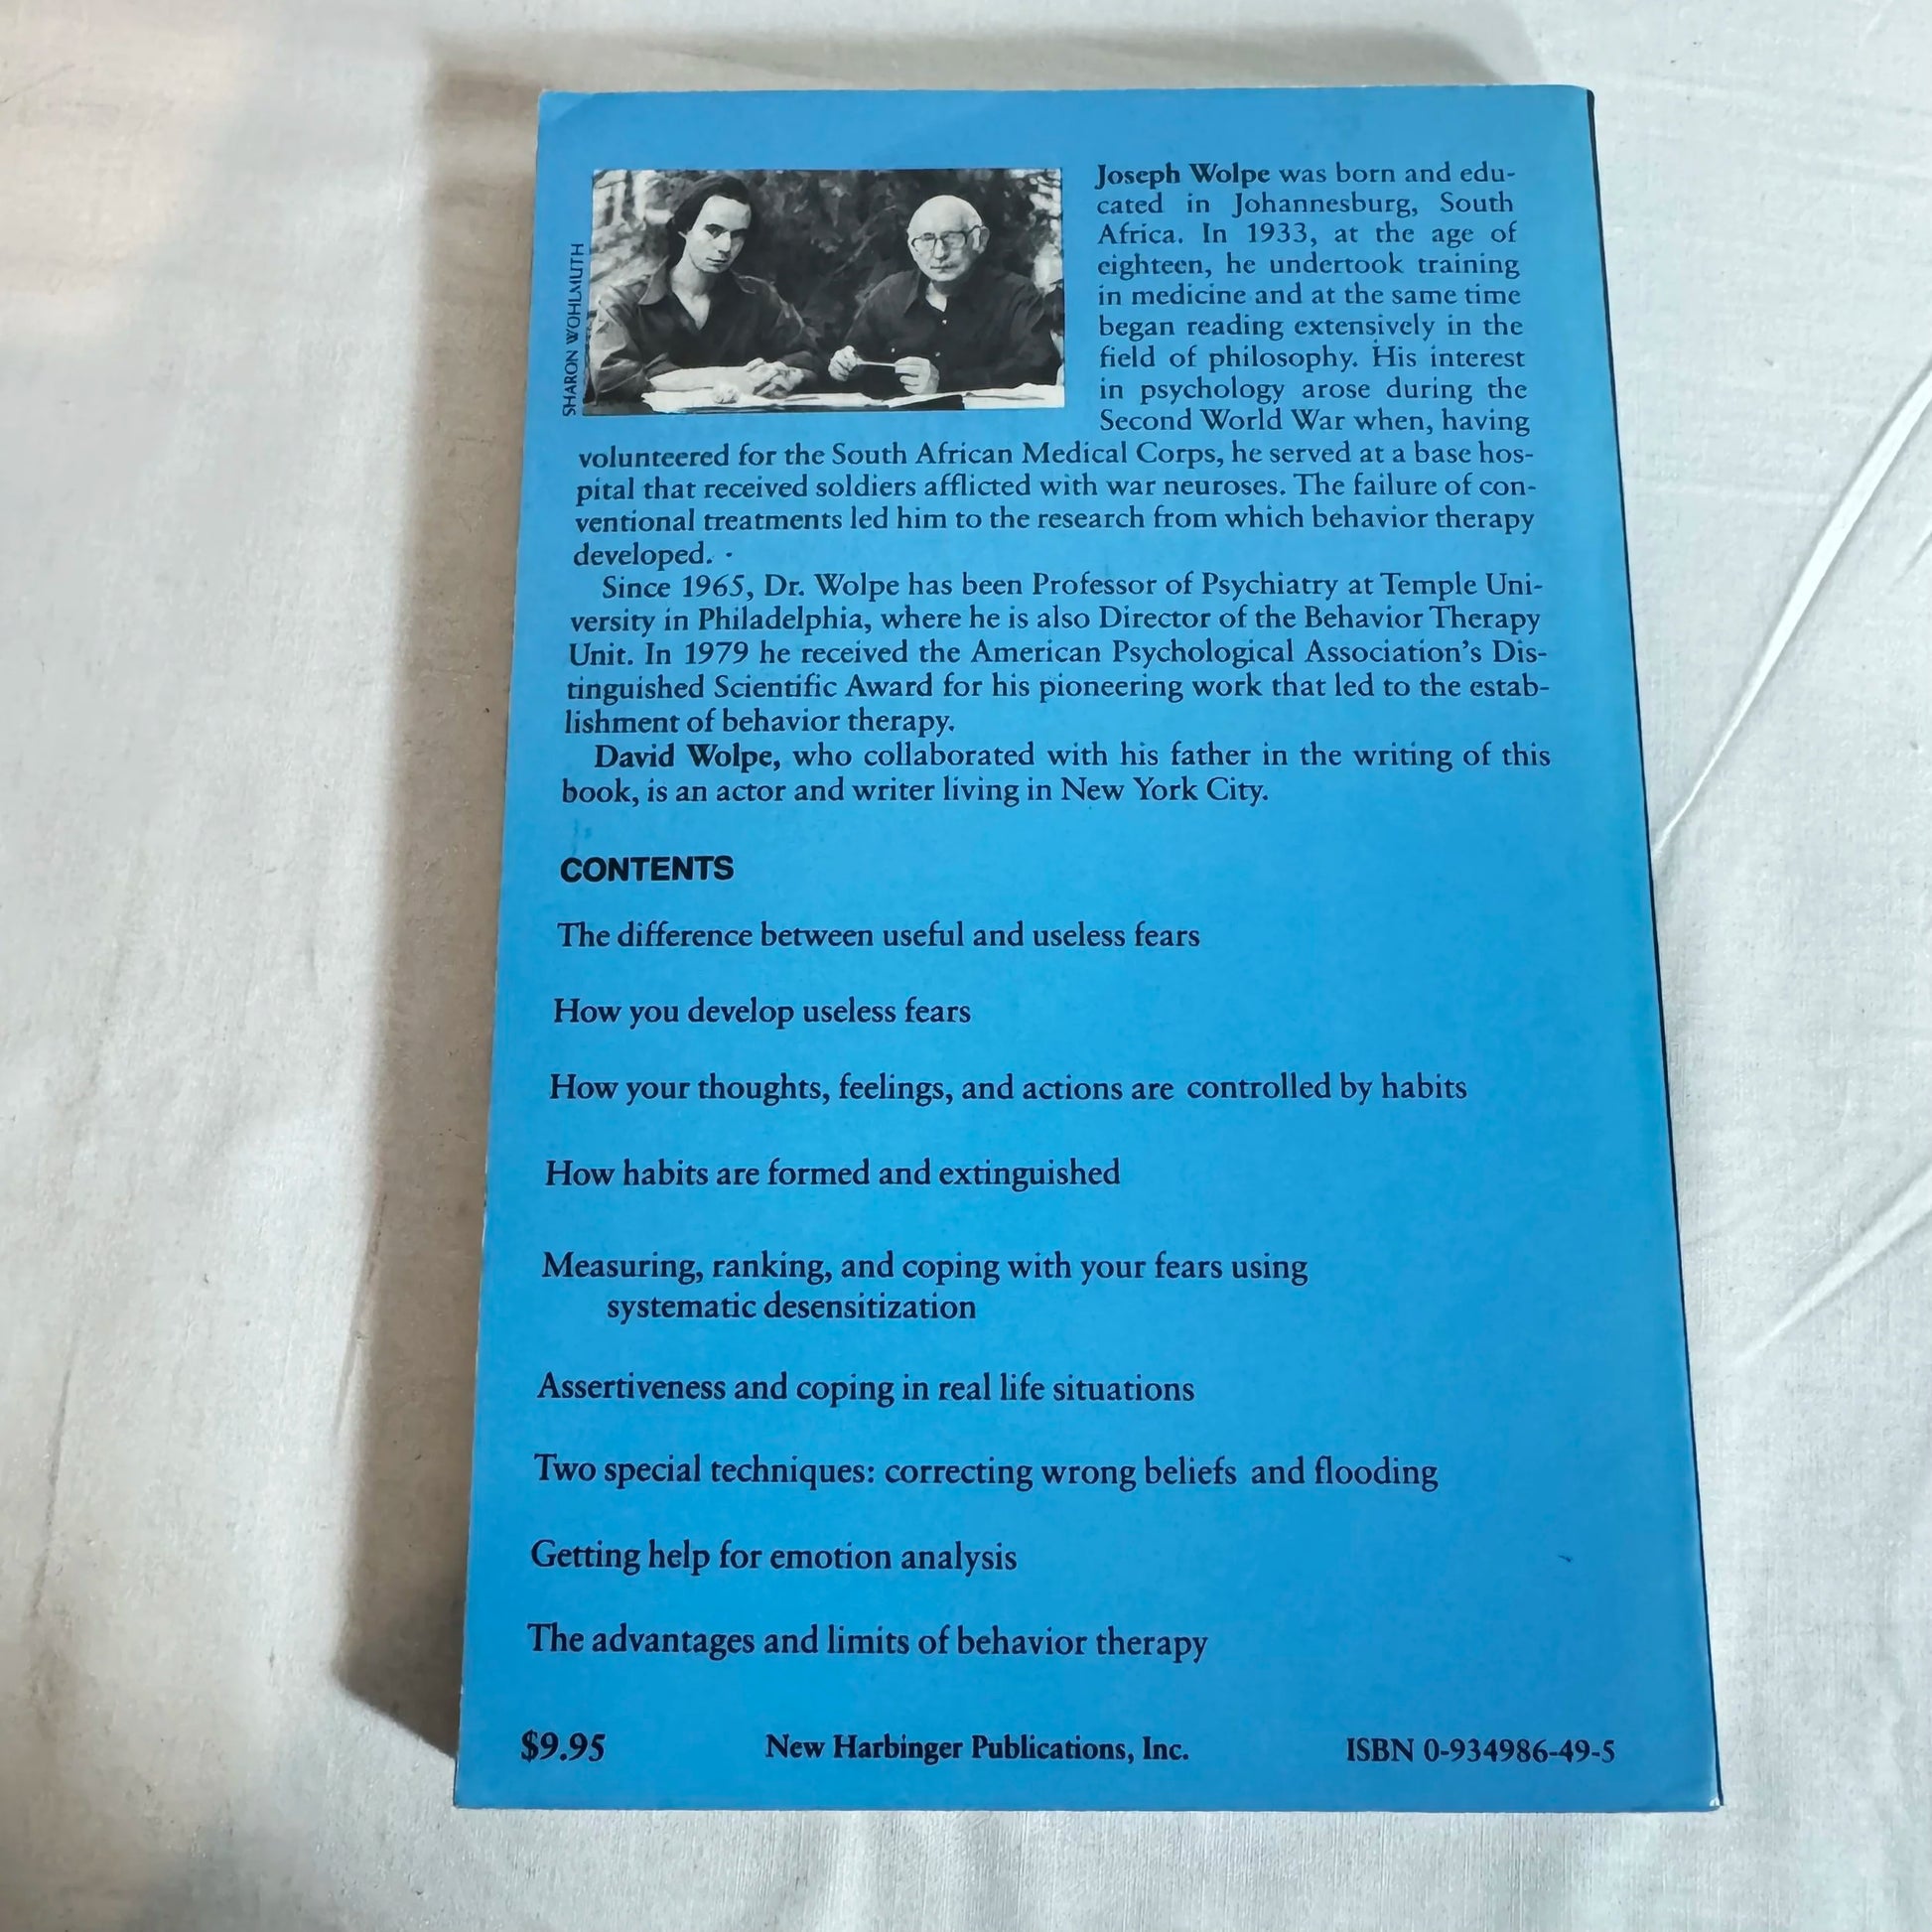 SHARON WOHLMUTH
Joseph Wolpe was born and edu-
cated in Johannesburg, South
Africa. In 1933, at the age of
eighteen, he undertook training
in medicine and at the same time
began reading extensively in the
field of philosophy. His interest
in psychology arose during the
Second World War when, having
volunteered for the South African Medical Corps, he served at a base hos-
pital that received soldiers afflicted with war neuroses. The failure of con-
ventional treatments led him to the research from which behavior therapy
developed.
Since 1965, Dr. Wolpe has been Professor of Psychiatry at Temple Uni-
versity in Philadelphia, where he is also Director of the Behavior Therapy
Unit. In 1979 he received the American Psychological Association's Dis-
tinguished Scientific Award for his pioneering work that led to the estab-
lishment of behavior therapy.
David Wolpe, who collaborated with his father in the writing of this
book, is an actor and writer living in New York City.
CONTENTS
The difference between useful and useless fears
How you develop useless fears
How your thoughts, feelings, and actions are controlled by habits
How habits are formed and extinguished
Measuring, ranking, and coping with your fears using
systematic desensitization
Assertiveness and coping in real life situations
Two special techniques: correcting wrong beliefs and flooding
Getting help for emotion analysis
The advantages and limits of behavior therapy
$9.95 New Harbinger Publications, Inc. ISBN 0-934986-49-5